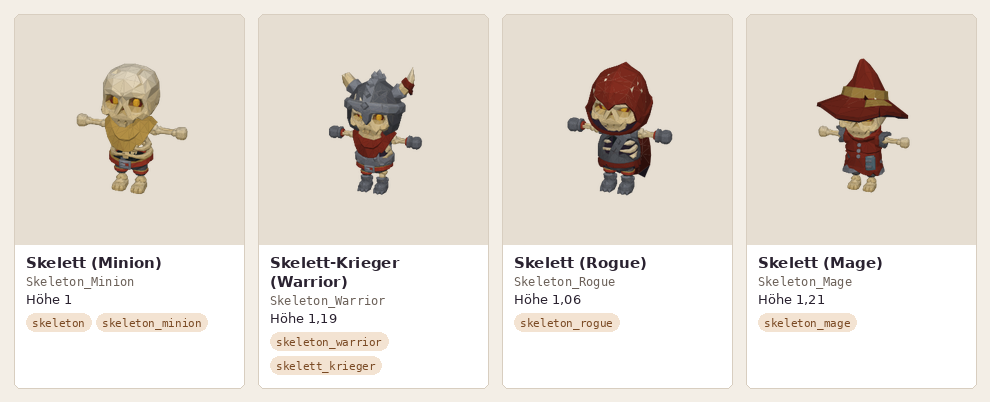 Skelett (Minion)
Skeleton_Minion
Höhe 1
skeleton skeleton_minion
Skelett-Krieger
(Warrior)
Skeleton_Warrior
Höhe 1,19
skeleton_warrior
skelett_krieger
Skelett (Rogue)
Skeleton_Rogue
Höhe 1,06
skeleton_rogue
Skelett (Mage)
Skeleton_Mage
Höhe 1,21
skeleton_mage